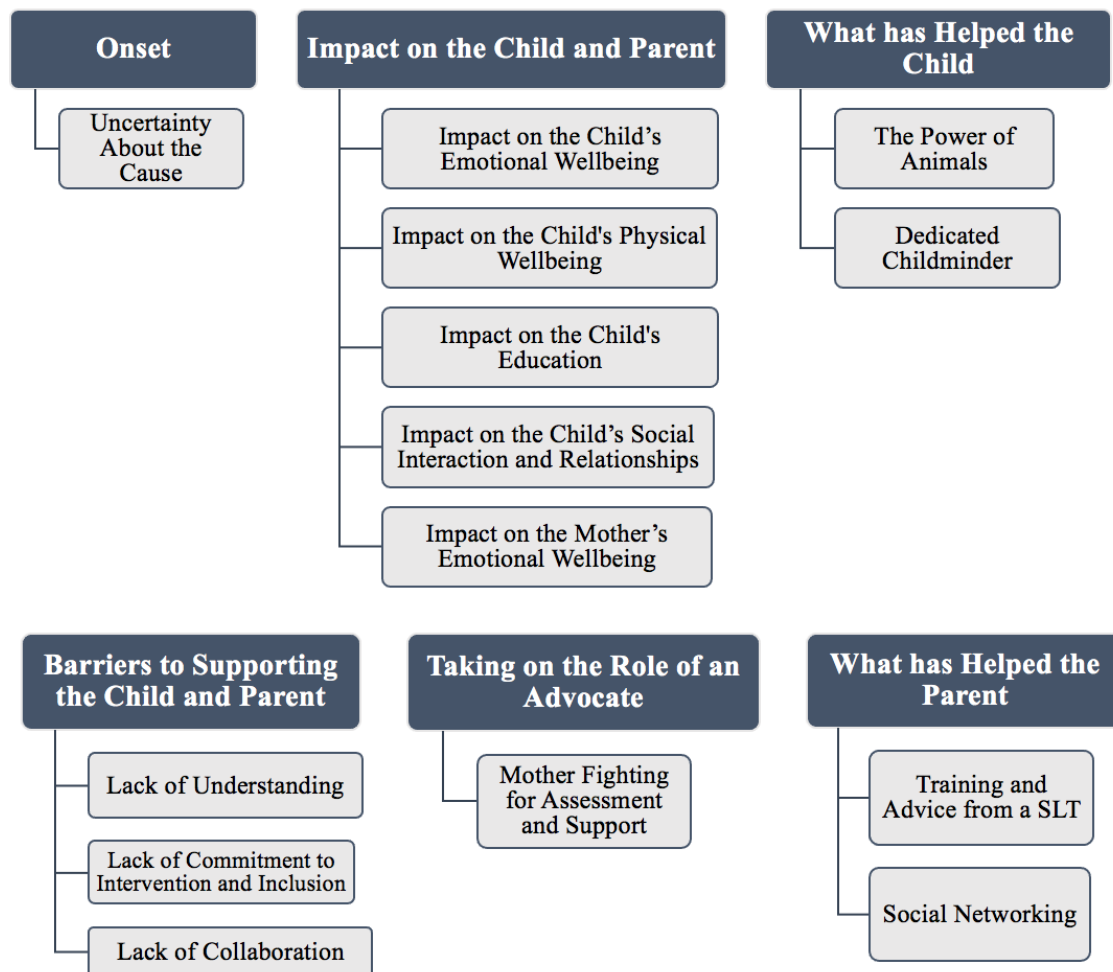 Onset
Uncertainty
About the
Cause
Impact on the Child and Parent
Impact on the Child’s
Emotional Wellbeing
Impact on the Child's Physical
Wellbeing
Impact on the Child's
Education
Impact on the Child’s Social
Interaction and Relationships
Impact on the Mother’s
Emotional Wellbeing
What has Helped the
Child
The Power of
Animals
Dedicated
Childminder
Barriers to Supporting
the Child and Parent
Lack of Understanding
Lack of Commitment to
Intervention and Inclusion
Lack of Collaboration
Taking on the Role of an
Advocate
Mother Fighting
for Assessment
and Support
What has Helped the
Parent
Training and
Advice from a SLT
Social Networking